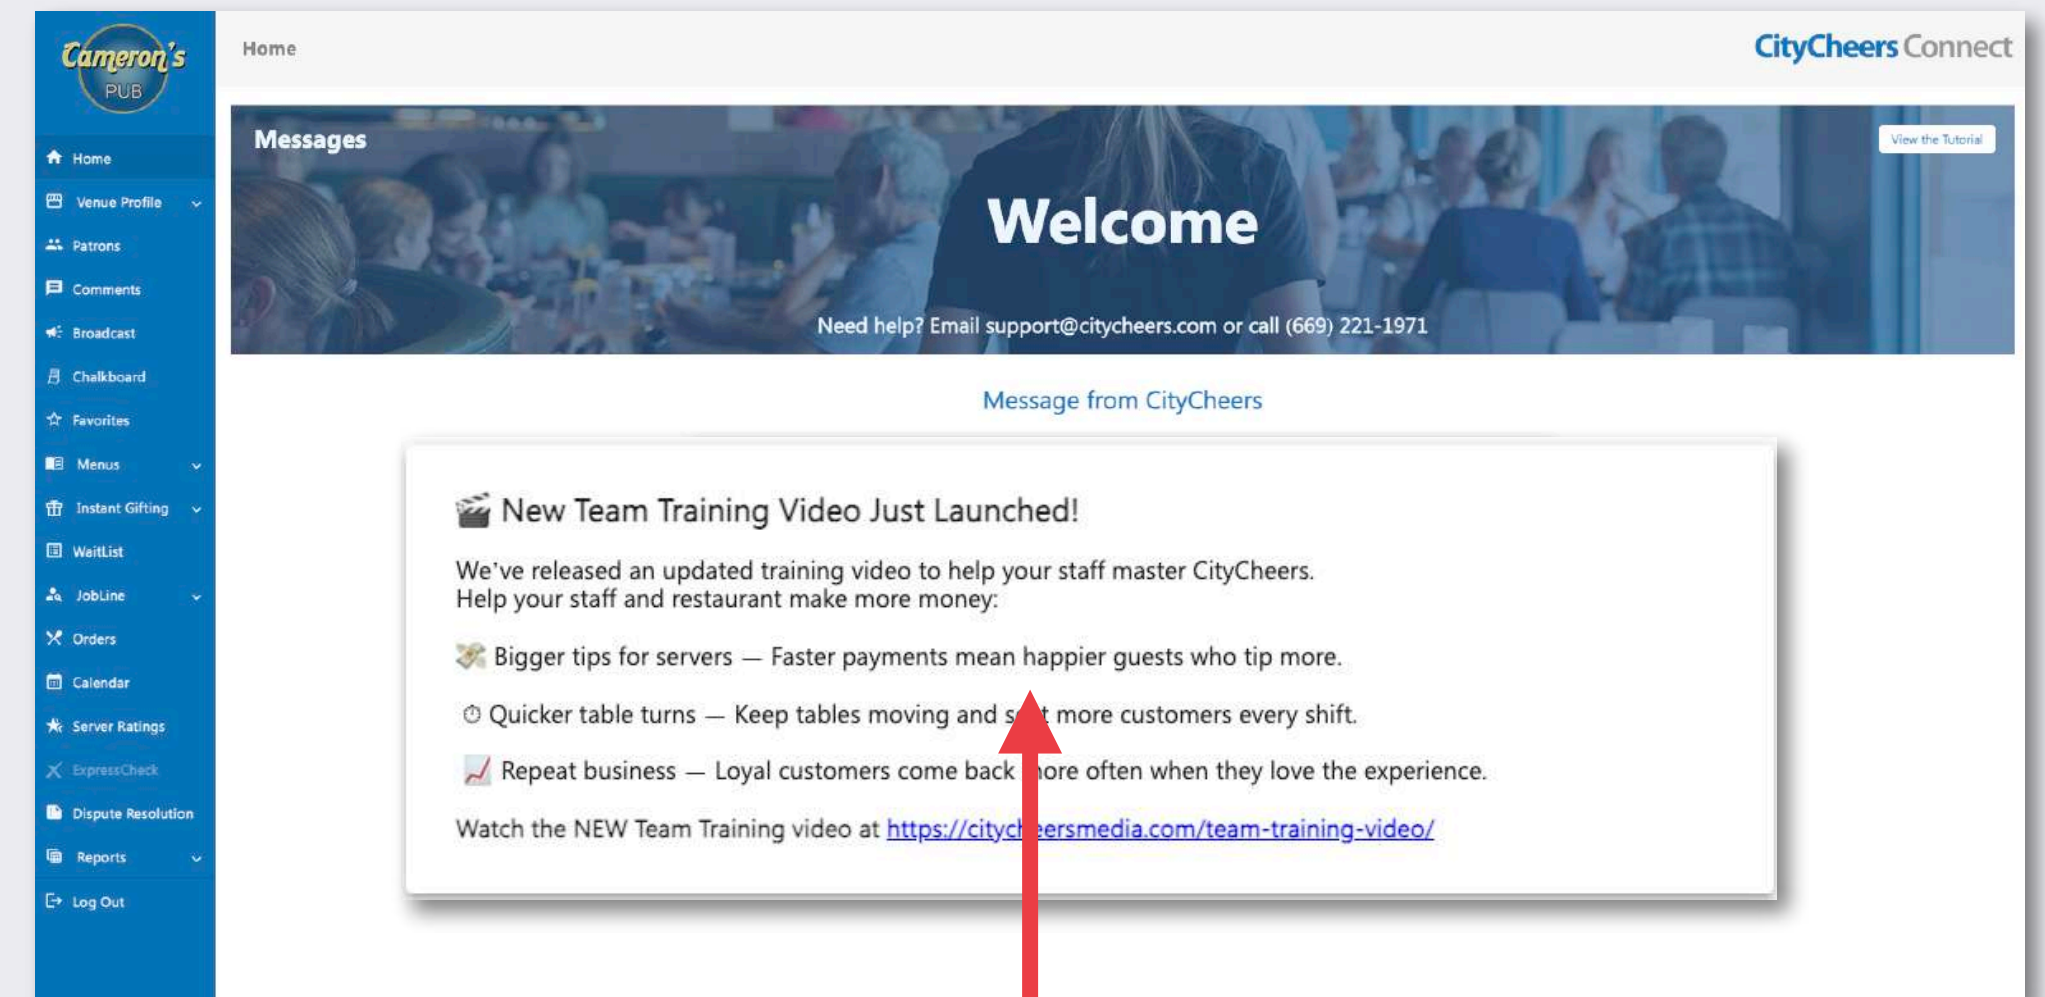 Cameron's
PUB
Home
CityCheers Connect
Home
Venue Profile
Patrons
Comments
Broadcast
Chalkboard
Favorites
Menus
Instant Gifting
WaitList
JobLine
Orders
Calendar
Server Ratings
ExpressCheck
Dispute Resolution
Reports
Log Out
Messages
View the Tutorial
Welcome
Need help? Email support@citycheers.com or call (669) 221-1971
Message from CityCheers
🎬 New Team Training Video Just Launched!
We've released an updated training video to help your staff master CityCheers.
Help your staff and restaurant make more money:
💸 Bigger tips for servers — Faster payments mean happier guests who tip more.
⏱ Quicker table turns — Keep tables moving and more customers every shift.
📈 Repeat business — Loyal customers come back more often when they love the experience.
Watch the NEW Team Training video at https://citycheersmedia.com/team-training-video/